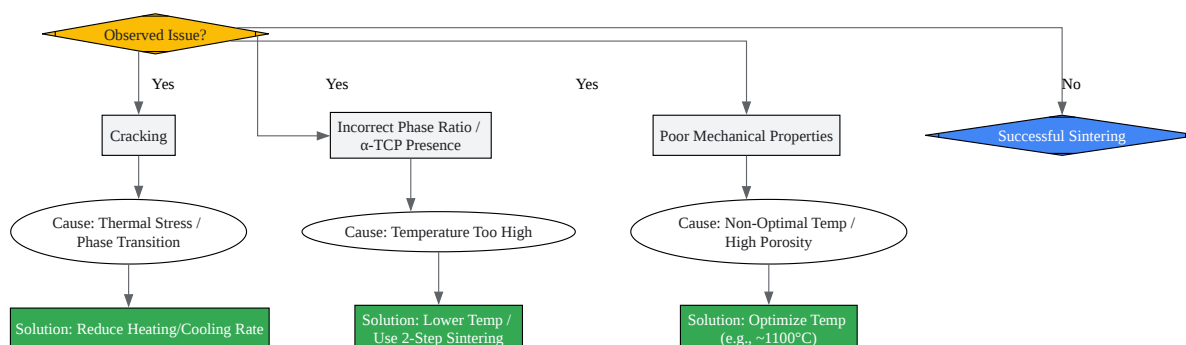 Observed Issue?
Yes
Yes
Yes
No
Cracking
Incorrect Phase Ratio /
α-TCP Presence
Poor Mechanical Properties
Successful Sintering
Cause: Thermal Stress /
Phase Transition
Cause: Temperature Too High
Cause: Non-Optimal Temp /
High Porosity
Solution: Reduce Heating/Cooling Rate
Solution: Lower Temp /
Use 2-Step Sintering
Solution: Optimize Temp
(e.g., ~1100°C)